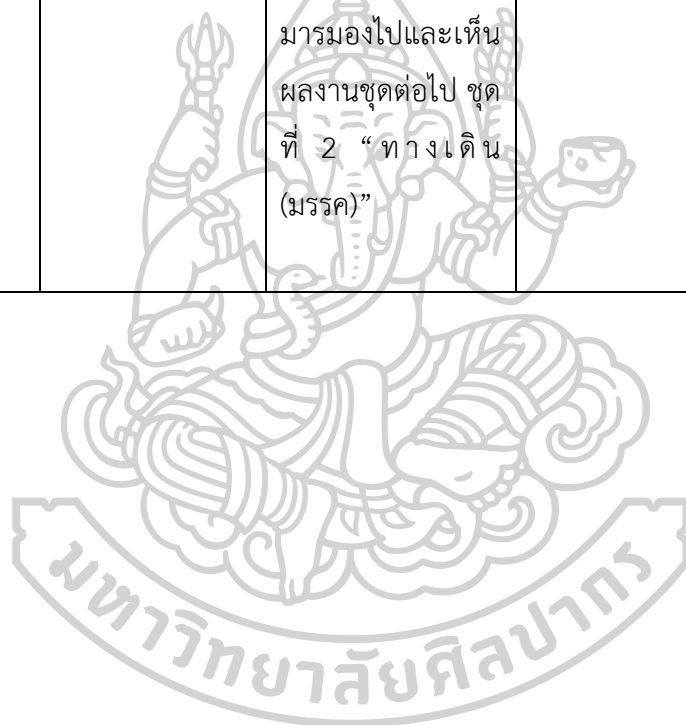 มารมองไปและเห็น
ผลงานชุดต่อไป ชุด
ที่ 2 “ทางเดิน
(มรรค)”
มหาวิทยาลัยศิลปากร